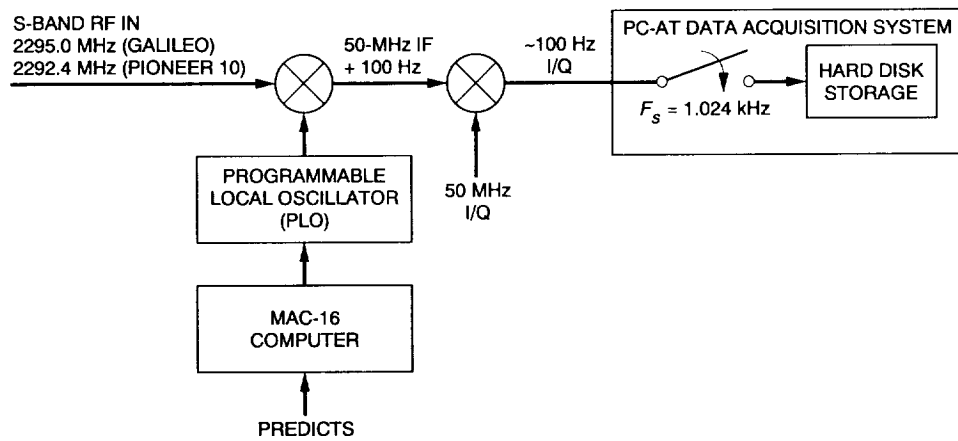 S-BAND RF IN
2295.0 MHz (GALILEO)
2292.4 MHz (PIONEER 10)
50-MHz IF
+ 100 Hz
~100 Hz
I/Q
PC-AT DATA ACQUISITION SYSTEM
HARD DISK
STORAGE
Fs = 1.024 kHz
PROGRAMMABLE
LOCAL OSCILLATOR
(PLO)
50 MHz
I/Q
MAC-16
COMPUTER
PREDICTS